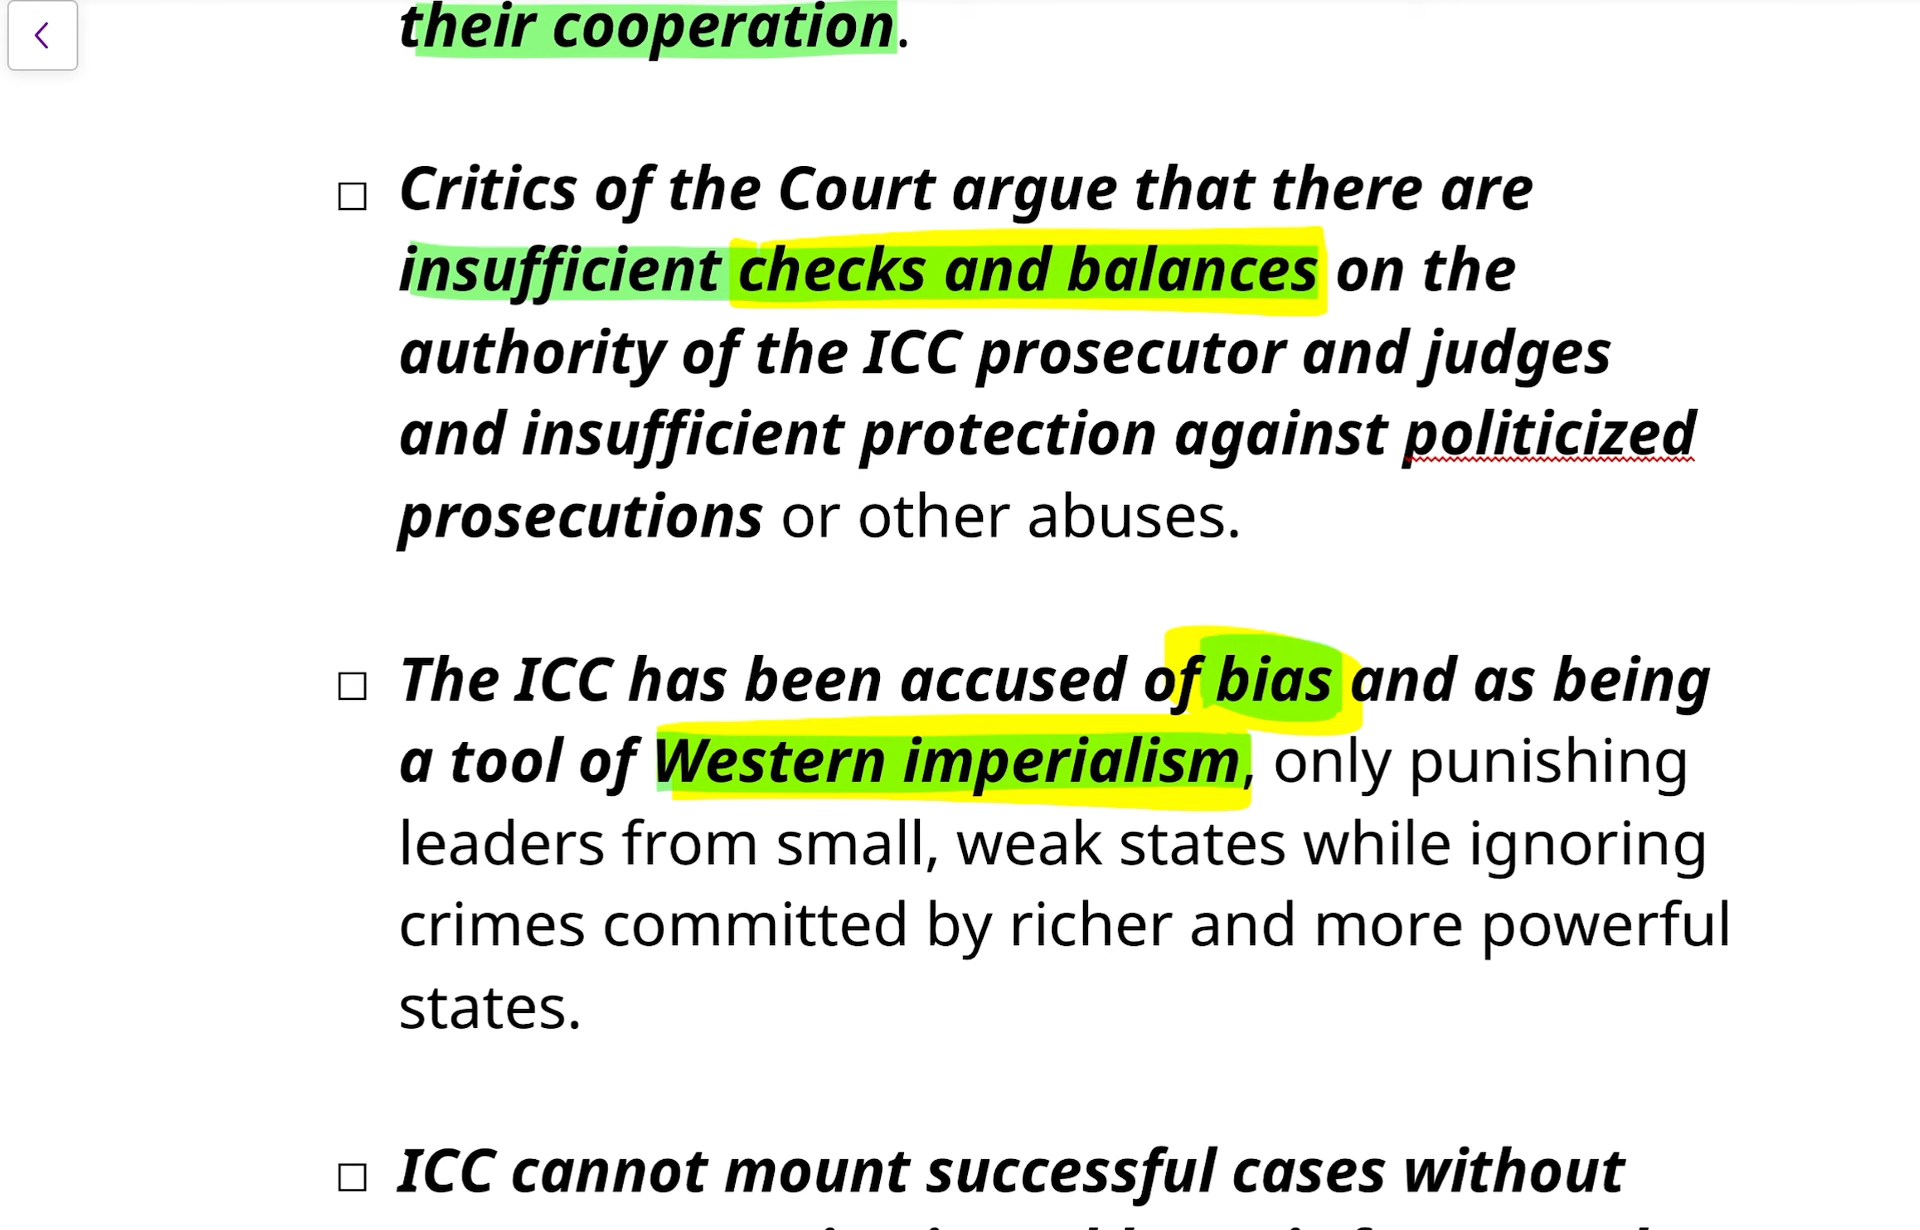 their cooperation.
Critics of the Court argue that there are
insufficient checks and balances on the
authority of the ICC prosecutor and judges
and insufficient protection against politicized
prosecutions or other abuses.
The ICC has been accused of bias and as being
a tool of Western imperialism, only punishing
leaders from small, weak states while ignoring
crimes committed by richer and more powerful
states.
ICC cannot mount successful cases without